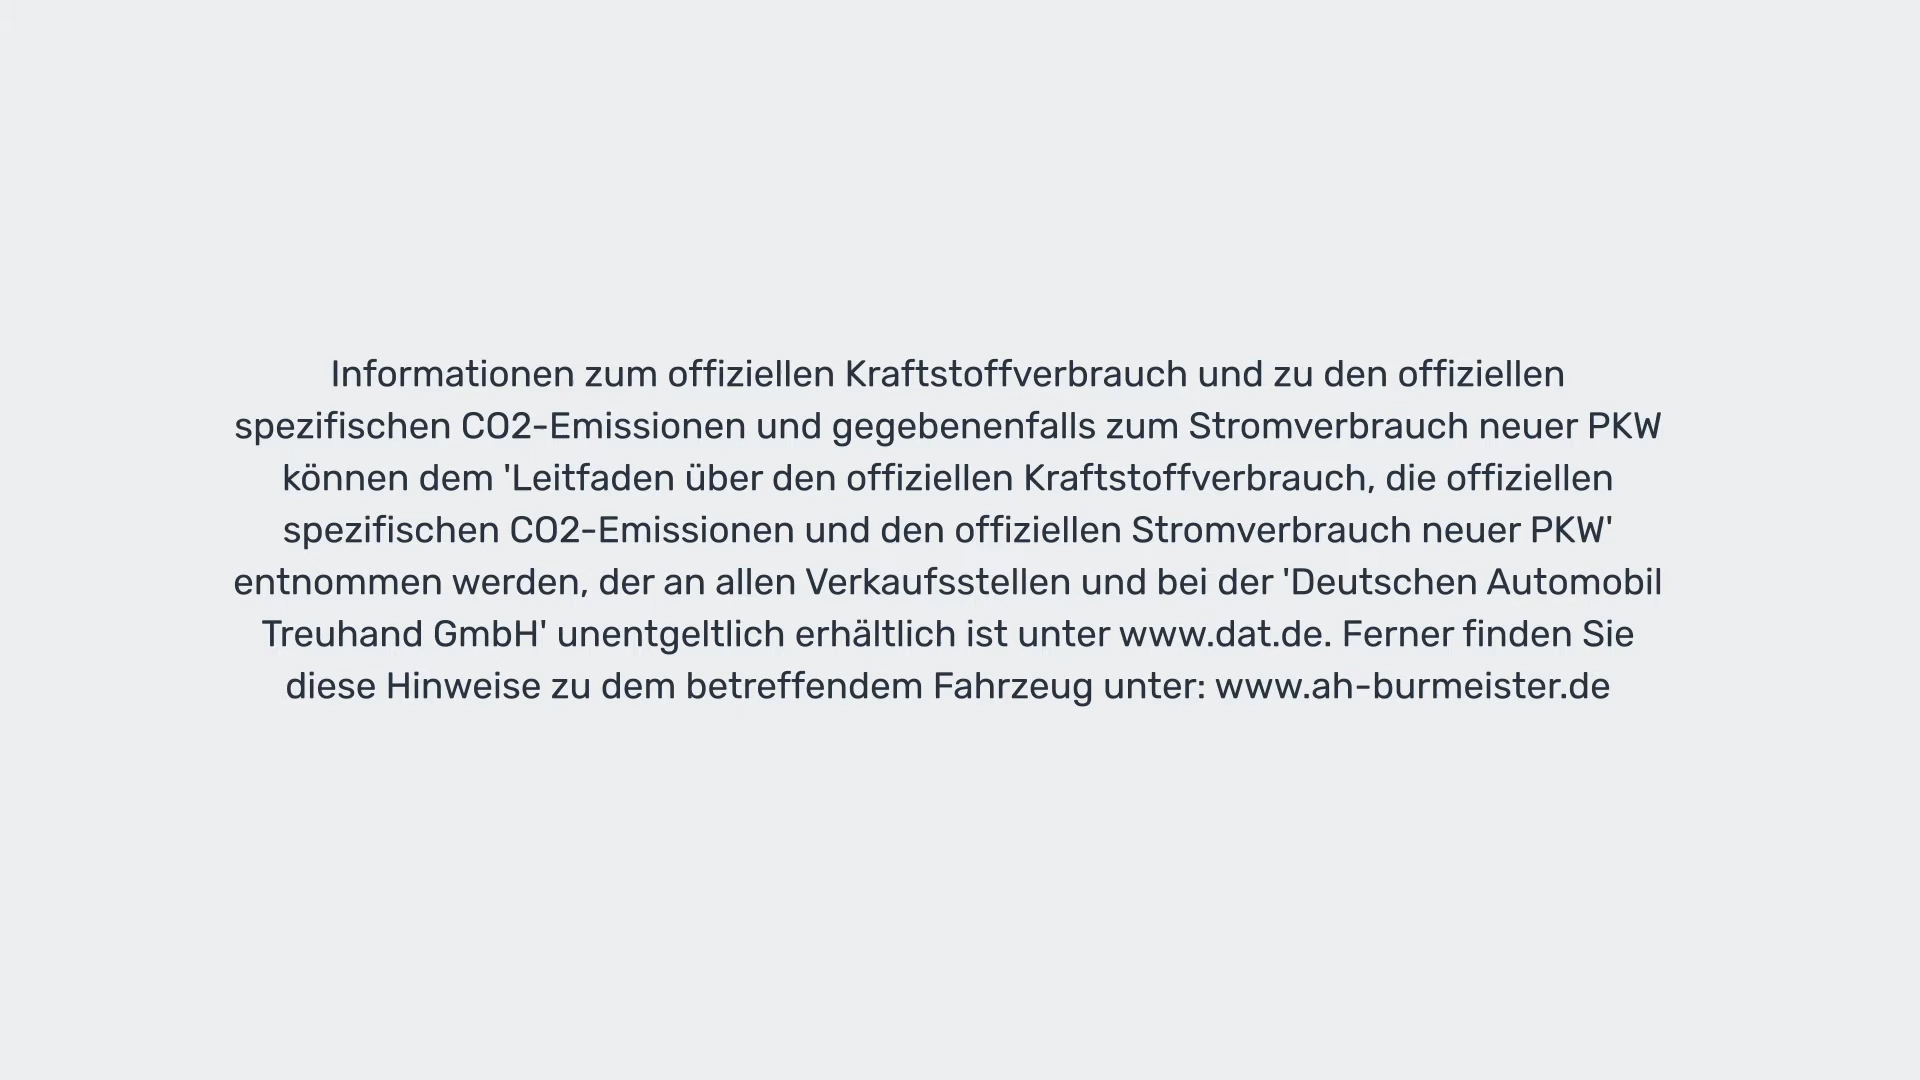 Informationen zum offiziellen Kraftstoffverbrauch und zu den offiziellen
spezifischen CO2-Emissionen und gegebenenfalls zum Stromverbrauch neuer PKW
können dem 'Leitfaden über den offiziellen Kraftstoffverbrauch, die offiziellen
spezifischen CO2-Emissionen und den offiziellen Stromverbrauch neuer PKW'
entnommen werden, der an allen Verkaufsstellen und bei der 'Deutschen Automobil
Treuhand GmbH' unentgeltlich erhältlich ist unter www.dat.de. Ferner finden Sie
diese Hinweise zu dem betreffendem Fahrzeug unter: www.ah-burmeister.de